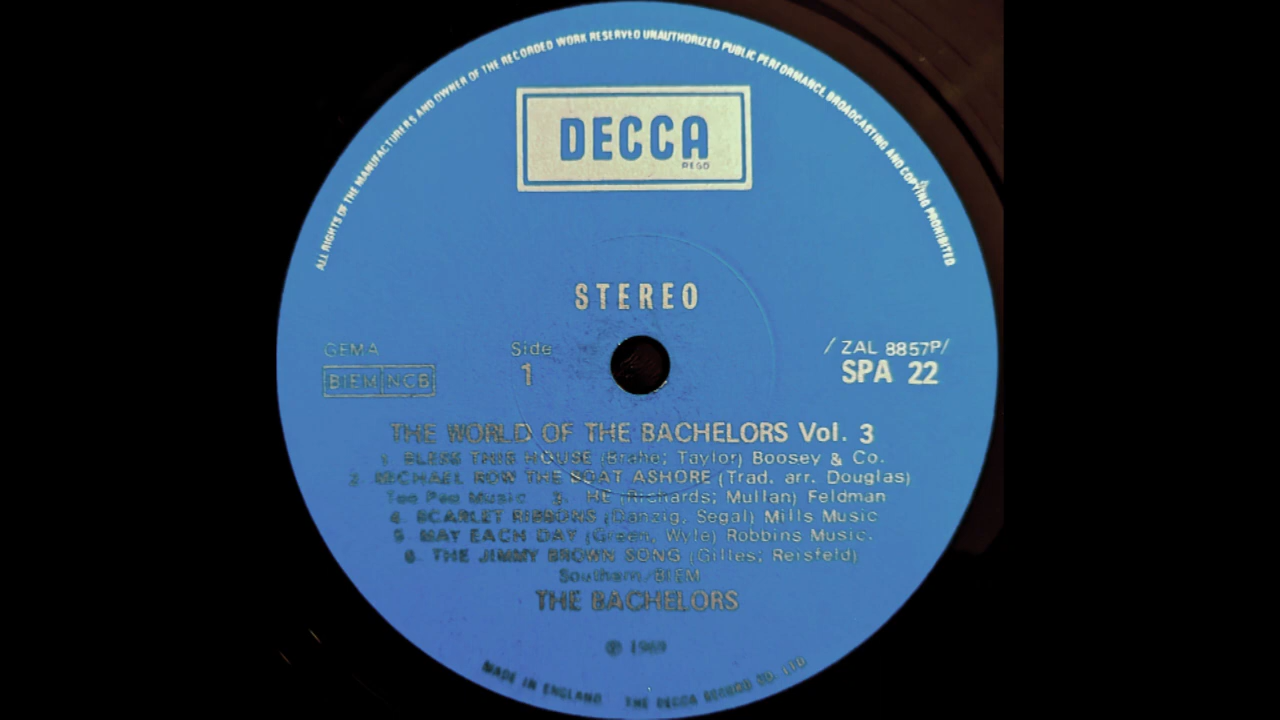 ALL RIGHTS OF THE MANUFACTURERS AND OWNER OF THE RECORDED WORK RESERVED UNAUTHORIZED PUBLIC PERFORMANCE BROADCASTING AND COPYING PROHIBITED
DECCA
REGD
STEREO
GEMA
BIEM NCB
Side
1
/ ZAL 8857P/
SPA 22
THE WORLD OF THE BACHELORS Vol. 3
1. BLESS THIS HOUSE (Brahe; Taylor) Boosey & Co.
2. MICHAEL ROW THE BOAT ASHORE (Trad. arr. Douglas)
Tee Pee Music 3. HE (Richards; Mullan) Feldman
4. SCARLET RIBBONS (Danzig, Segal) Mills Music
5. MAY EACH DAY (Green, Wyle) Robbins Music.
6. THE JIMMY BROWN SONG (Gilles; Reisfeld)
Southern/BIEM
THE BACHELORS
℗ 1969
MADE IN ENGLAND THE DECCA RECORD CO. LTD